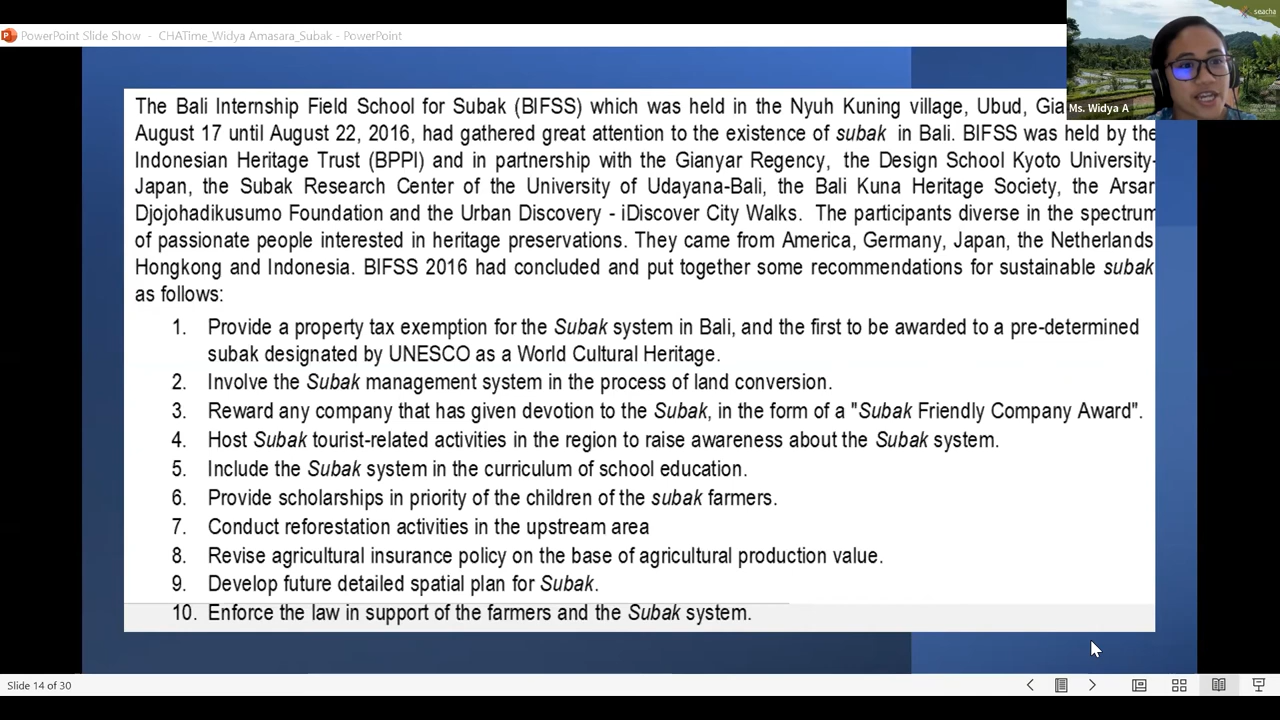 PowerPoint Slide Show - CHATime_Widya Amasara_Subak - PowerPoint
seacha
Ms. Widya A
The Bali Internship Field School for Subak (BIFSS) which was held in the Nyuh Kuning village, Ubud, Gia
August 17 until August 22, 2016, had gathered great attention to the existence of subak in Bali. BIFSS was held by the
Indonesian Heritage Trust (BPPI) and in partnership with the Gianyar Regency, the Design School Kyoto University-
Japan, the Subak Research Center of the University of Udayana-Bali, the Bali Kuna Heritage Society, the Arsar
Djojohadikusumo Foundation and the Urban Discovery - iDiscover City Walks. The participants diverse in the spectrum
of passionate people interested in heritage preservations. They came from America, Germany, Japan, the Netherlands
Hongkong and Indonesia. BIFSS 2016 had concluded and put together some recommendations for sustainable subak
as follows:
1. Provide a property tax exemption for the Subak system in Bali, and the first to be awarded to a pre-determined
subak designated by UNESCO as a World Cultural Heritage.
2. Involve the Subak management system in the process of land conversion.
3. Reward any company that has given devotion to the Subak, in the form of a "Subak Friendly Company Award".
4. Host Subak tourist-related activities in the region to raise awareness about the Subak system.
5. Include the Subak system in the curriculum of school education.
6. Provide scholarships in priority of the children of the subak farmers.
7. Conduct reforestation activities in the upstream area
8. Revise agricultural insurance policy on the base of agricultural production value.
9. Develop future detailed spatial plan for Subak.
10. Enforce the law in support of the farmers and the Subak system.
Slide 14 of 30